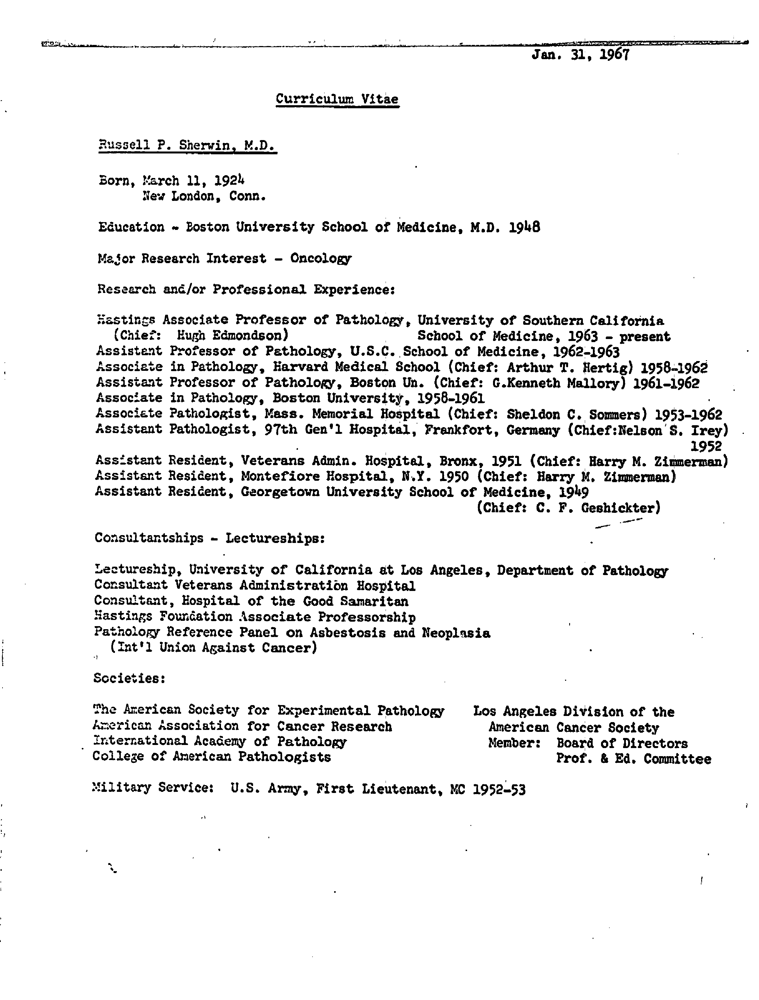 Jan. 31, 1967
Curriculum Vitae
Russell P. Sherwin, M.D.
Born, March 11, 1924
New London, Conn.
Education - Boston University School of Medicine, M.D. 1948
Major Research Interest - Oncology
Research and/or Professional Experience:
Hastings Associate Professor of Pathology, University of Southern California
(Chief: Hugh Edmondson) School of Medicine, 1963 - present
Assistant Professor of Pathology, U.S.C. School of Medicine, 1962-1963
Associate in Pathology, Harvard Medical School (Chief: Arthur T. Hertig) 1958-1962
Assistant Professor of Pathology, Boston Un. (Chief: G.Kenneth Mallory) 1961-1962
Associate in Pathology, Boston University, 1958-1961
Associate Pathologist, Mass. Memorial Hospital (Chief: Sheldon C. Sommers) 1953-1962
Assistant Pathologist, 97th Gen'l Hospital, Frankfort, Germany (Chief:Nelson S. Irey)
1952
Assistant Resident, Veterans Admin. Hospital, Bronx, 1951 (Chief: Harry M. Zimmerman)
Assistant Resident, Montefiore Hospital, N.Y. 1950 (Chief: Harry M. Zimmerman)
Assistant Resident, Georgetown University School of Medicine, 1949
(Chief: C. F. Geshickter)
Consultantships - Lectureships:
Lectureship, University of California at Los Angeles, Department of Pathology
Consultant Veterans Administration Hospital
Consultant, Hospital of the Good Samaritan
Hastings Foundation Associate Professorship
Pathology Reference Panel on Asbestosis and Neoplasia
(Int'l Union Against Cancer)
Societies:
The American Society for Experimental Pathology
American Association for Cancer Research
International Academy of Pathology
College of American Pathologists
Los Angeles Division of the
American Cancer Society
Member: Board of Directors
Prof. & Ed. Committee
Military Service: U.S. Army, First Lieutenant, MC 1952-53